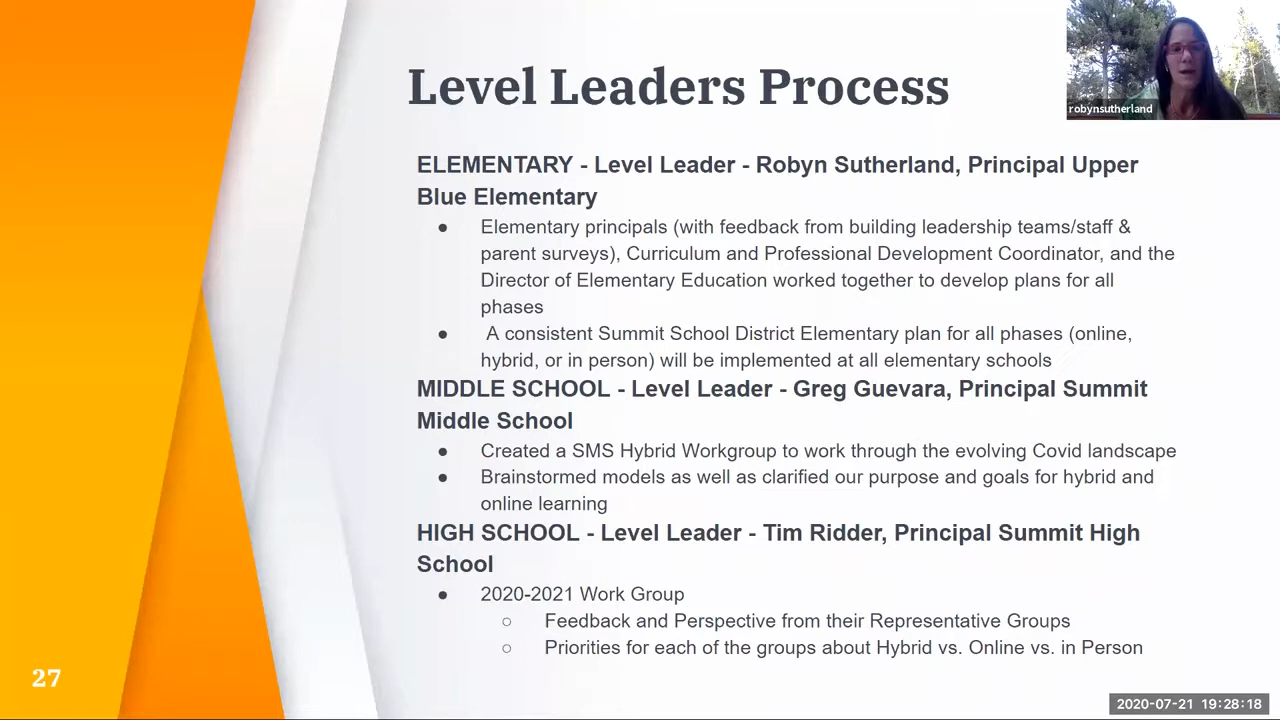 Level Leaders Process
robynsutherland
ELEMENTARY - Level Leader - Robyn Sutherland, Principal Upper
Blue Elementary
● Elementary principals (with feedback from building leadership teams/staff &
parent surveys), Curriculum and Professional Development Coordinator, and the
Director of Elementary Education worked together to develop plans for all
phases
● A consistent Summit School District Elementary plan for all phases (online,
hybrid, or in person) will be implemented at all elementary schools
MIDDLE SCHOOL - Level Leader - Greg Guevara, Principal Summit
Middle School
● Created a SMS Hybrid Workgroup to work through the evolving Covid landscape
● Brainstormed models as well as clarified our purpose and goals for hybrid and
online learning
HIGH SCHOOL - Level Leader - Tim Ridder, Principal Summit High
School
● 2020-2021 Work Group
○ Feedback and Perspective from their Representative Groups
○ Priorities for each of the groups about Hybrid vs. Online vs. in Person
27
2020-07-21 19:28:18